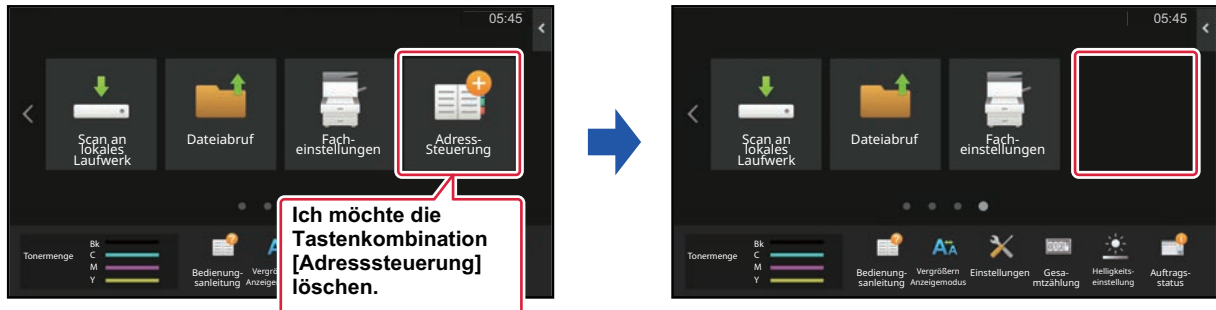 05:45
Scan an
lokales
Laufwerk
Dateiabruf
Fach-
einstellungen
Adress-
Steuerung
Ich möchte die
Tastenkombination
[Adresssteuerung]
löschen.
Tonermenge
Bk
C
M
Y
Bedienung-
sanleitung
Vergrö
Anzeige
05:45
Scan an
lokales
Laufwerk
Dateiabruf
Fach-
einstellungen
Tonermenge
Bk
C
M
Y
Bedienung-
sanleitung
Vergrößern
Anzeigemodus
Einstellungen
Gesa-
mtzählung
Helligkeits-
einstellung
Auftrags-
status